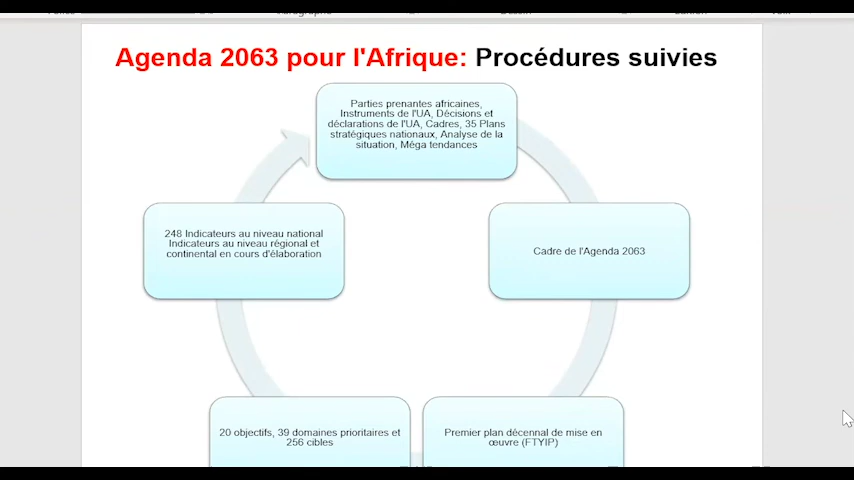 Agenda 2063 pour l'Afrique: Procédures suivies
Parties prenantes africaines,
Instruments de l'UA, Décisions et
déclarations de l'UA, Cadres, 35 Plans
stratégiques nationaux, Analyse de la
situation, Méga tendances
248 Indicateurs au niveau national
Indicateurs au niveau régional et
continental en cours d'élaboration
Cadre de l'Agenda 2063
20 objectifs, 39 domaines prioritaires et
256 cibles
Premier plan décennal de mise en
œuvre (FTYIP)